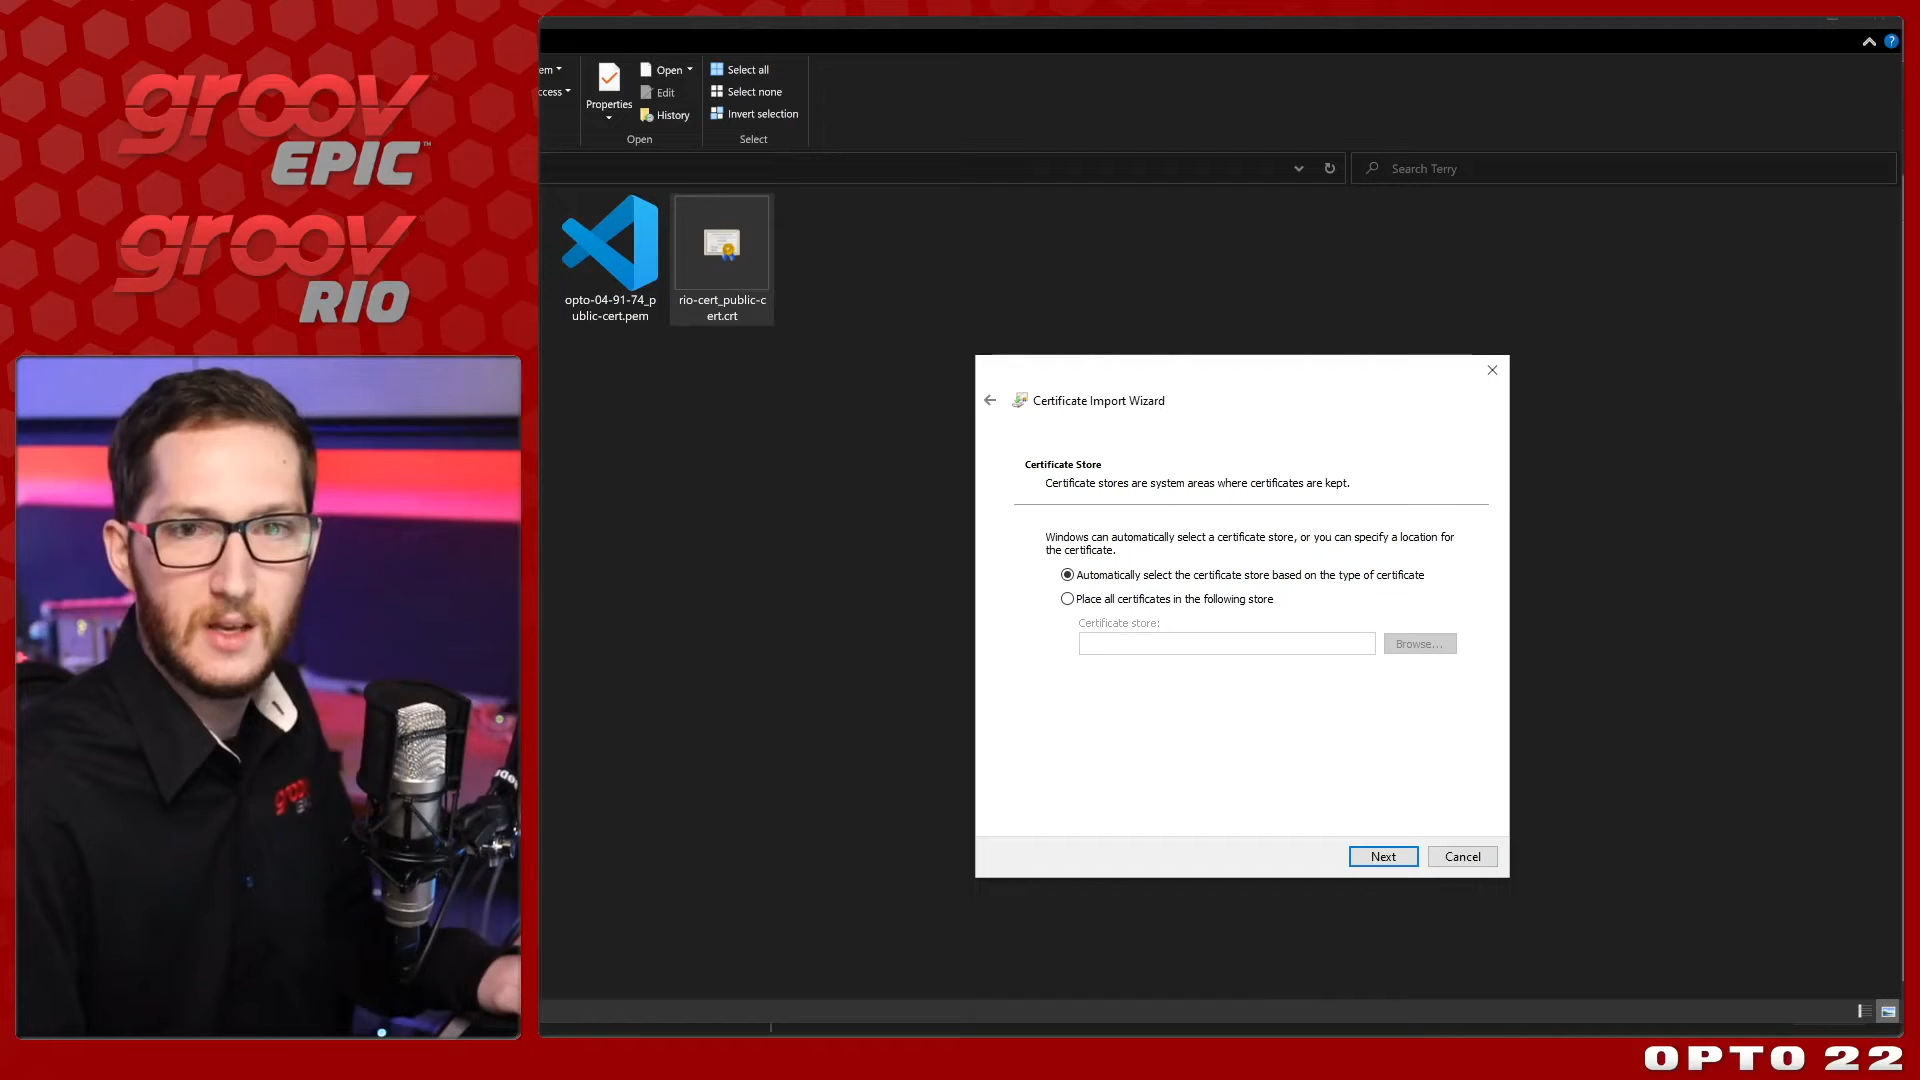 groov
EPIC™
groov
RIO
em
ccess
Properties
Open
Edit
History
Open
Select all
Select none
Invert selection
Select
?
Search Terry
opto-04-91-74_p
ublic-cert.pem
rio-cert_public-c
ert.crt
Certificate Import Wizard
Certificate Store
Certificate stores are system areas where certificates are kept.
Windows can automatically select a certificate store, or you can specify a location for
the certificate.
Automatically select the certificate store based on the type of certificate
Place all certificates in the following store
Certificate store:
Browse...
Next
Cancel
groov
OPTO 22